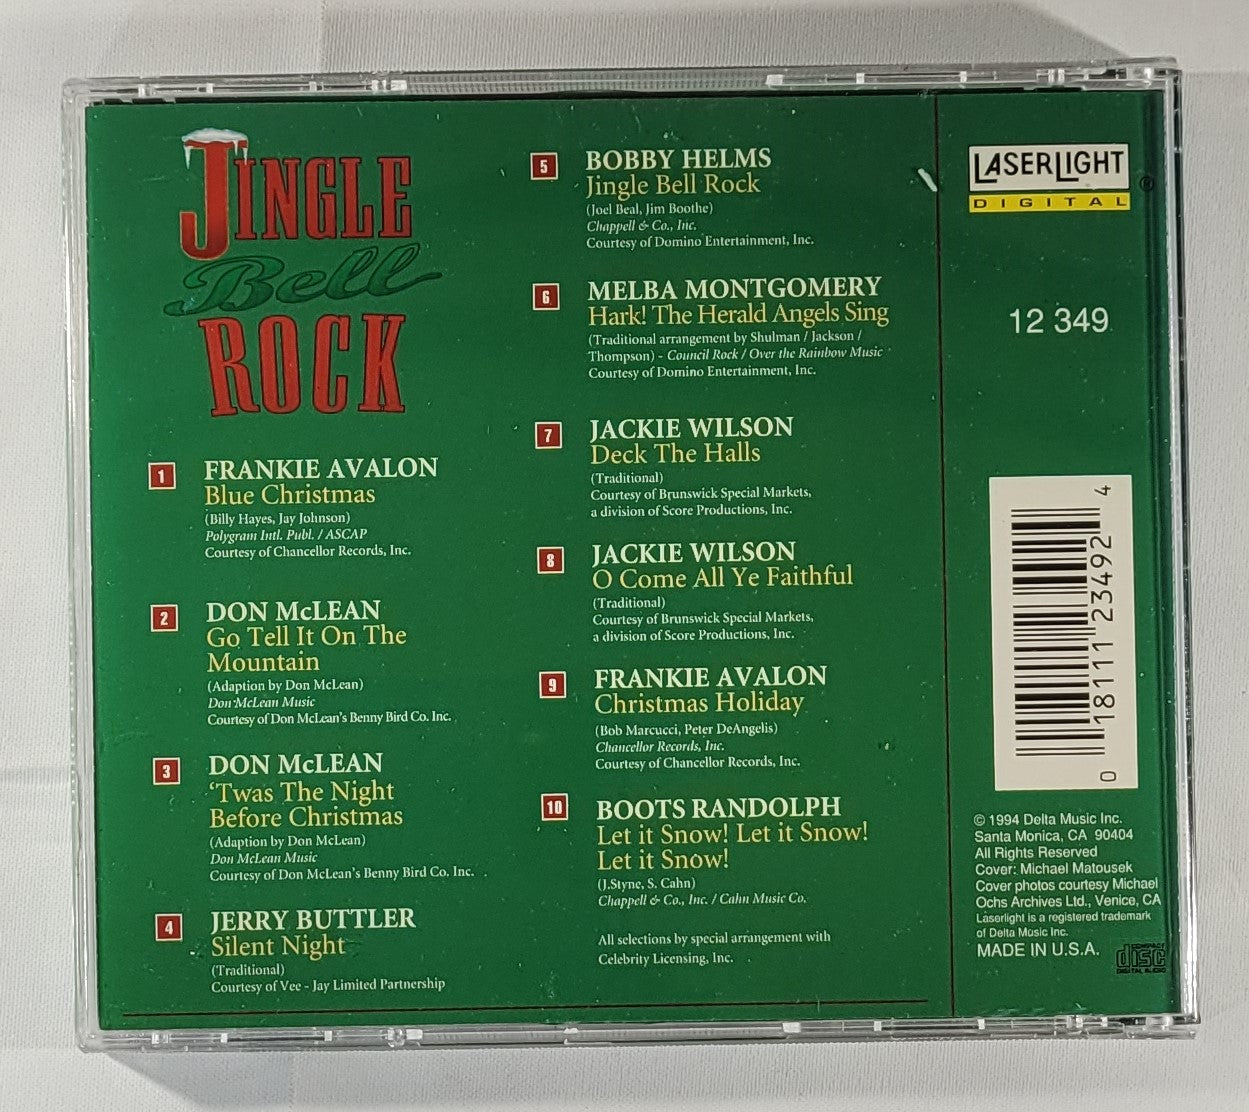 JINGLE
Bell
ROCK
1
FRANKIE AVALON
Blue Christmas
(Billy Hayes, Jay Johnson)
Polygram Intl. Publ. / ASCAP
Courtesy of Chancellor Records, Inc.
2
DON McLEAN
Go Tell It On The
Mountain
(Adaption by Don McLean)
Don McLean Music
Courtesy of Don McLean's Benny Bird Co. Inc.
3
DON McLEAN
'Twas The Night
Before Christmas
(Adaption by Don McLean)
Don McLean Music
Courtesy of Don McLean's Benny Bird Co. Inc.
4
JERRY BUTTLER
Silent Night
(Traditional)
Courtesy of Vee - Jay Limited Partnership
5
BOBBY HELMS
Jingle Bell Rock
(Joel Beal, Jim Boothe)
Chappell & Co., Inc.
Courtesy of Domino Entertainment, Inc.
6
MELBA MONTGOMERY
Hark! The Herald Angels Sing
(Traditional arrangement by Shulman / Jackson /
Thompson) - Council Rock / Over the Rainbow Music
Courtesy of Domino Entertainment, Inc.
7
JACKIE WILSON
Deck The Halls
(Traditional)
Courtesy of Brunswick Special Markets,
a division of Score Productions, Inc.
8
JACKIE WILSON
O Come All Ye Faithful
(Traditional)
Courtesy of Brunswick Special Markets,
a division of Score Productions, Inc.
9
FRANKIE AVALON
Christmas Holiday
(Bob Marcucci, Peter DeAngelis)
Chancellor Records, Inc.
Courtesy of Chancellor Records, Inc.
10
BOOTS RANDOLPH
Let it Snow! Let it Snow!
Let it Snow!
(J.Styne, S. Cahn)
Chappell & Co., Inc. / Cahn Music Co.
All selections by special arrangement with
Celebrity Licensing, Inc.
LASERLIGHT ®
DIGITAL
12 349
0 18111 23492 4
© 1994 Delta Music Inc.
Santa Monica, CA 90404
All Rights Reserved
Cover: Michael Matousek
Cover photos courtesy Michael
Ochs Archives Ltd., Venice, CA
Laserlight is a registered trademark
of Delta Music Inc.
MADE IN U.S.A.
COMPACT
disc
DIGITAL AUDIO